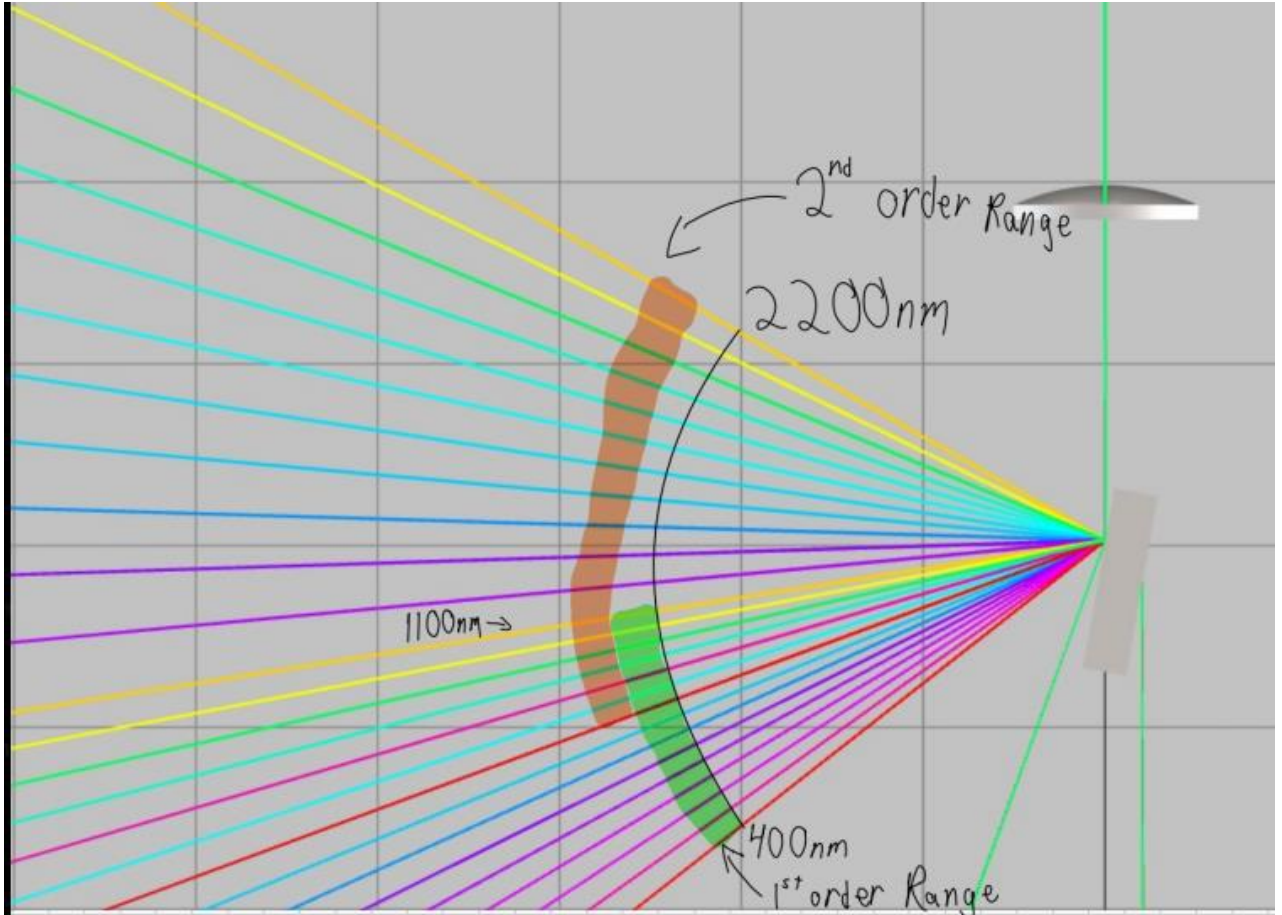 2nd order Range
2200nm
1100nm→
400nm
1st order Range